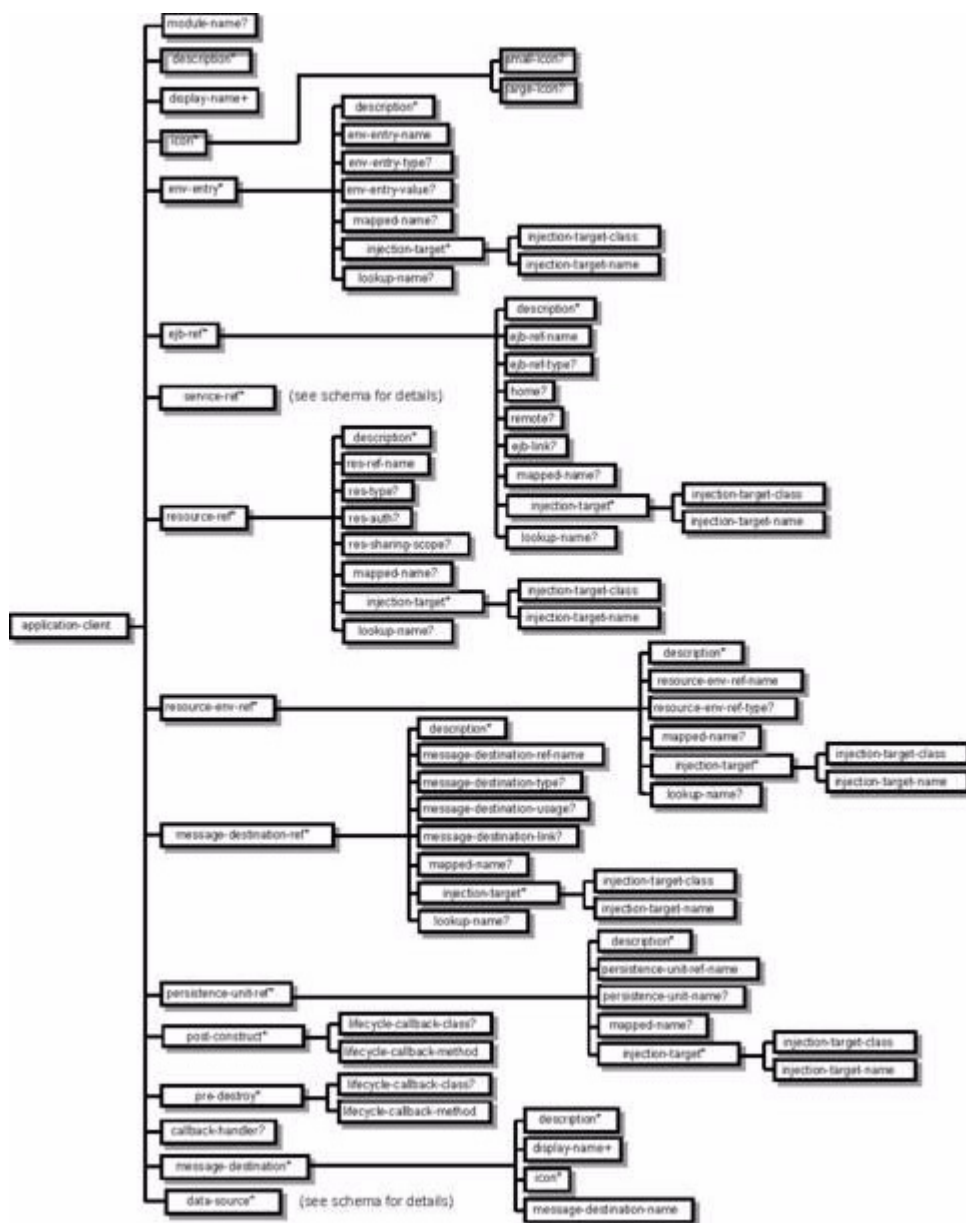 module-name?
description*
display-name+
icon*
small-icon?
large-icon?
env-entry*
description*
env-entry-name
env-entry-type?
env-entry-value?
mapped-name?
injection-target*
injection-target-class
injection-target-name
lookup-name?
ejb-ref*
description*
ejb-ref-name
ejb-ref-type?
home?
remote?
ejb-link?
mapped-name?
injection-target*
injection-target-class
injection-target-name
lookup-name?
service-ref* (see schema for details)
resource-ref*
description*
res-ref-name
res-type?
res-auth?
res-sharing-scope?
mapped-name?
injection-target*
injection-target-class
injection-target-name
lookup-name?
application-client
resource-env-ref*
description*
resource-env-ref-name
resource-env-ref-type?
mapped-name?
injection-target*
injection-target-class
injection-target-name
lookup-name?
message-destination-ref*
description*
message-destination-ref-name
message-destination-type?
message-destination-usage?
message-destination-link?
mapped-name?
injection-target*
injection-target-class
injection-target-name
lookup-name?
persistence-unit-ref*
description*
persistence-unit-ref-name
persistence-unit-name?
mapped-name?
injection-target*
injection-target-class
injection-target-name
post-construct*
lifecycle-callback-class?
lifecycle-callback-method
pre-destroy*
lifecycle-callback-class?
lifecycle-callback-method
callback-handler?
message-destination*
description*
display-name+
icon*
message-destination-name
data-source* (see schema for details)